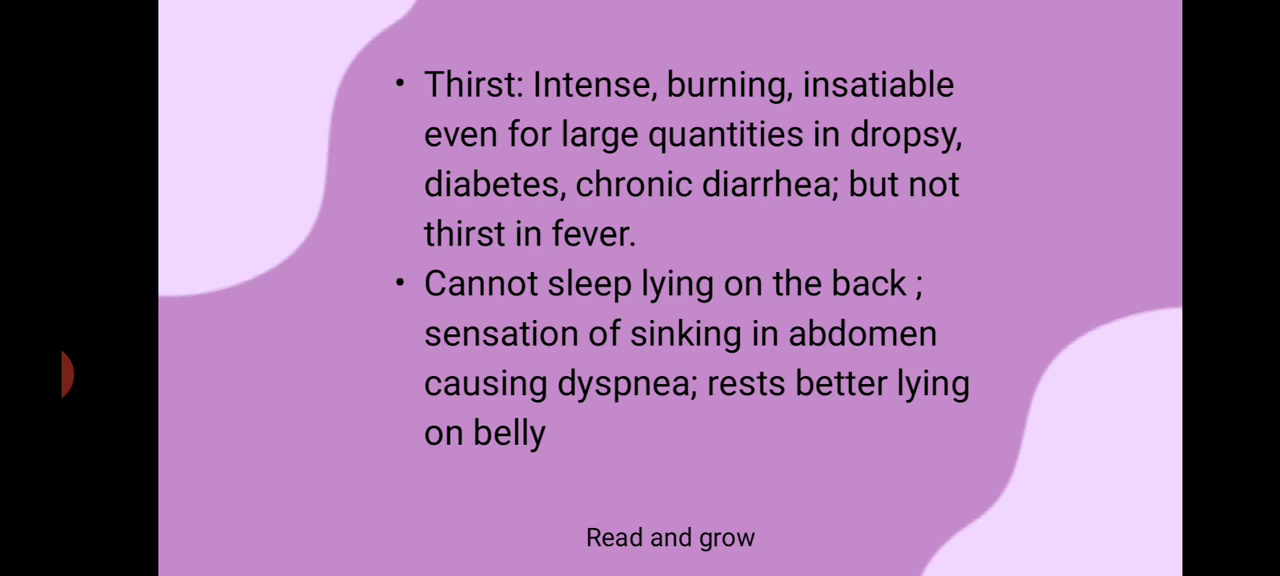 • Thirst: Intense, burning, insatiable
even for large quantities in dropsy,
diabetes, chronic diarrhea; but not
thirst in fever.
• Cannot sleep lying on the back ;
sensation of sinking in abdomen
causing dyspnea; rests better lying
on belly
Read and grow